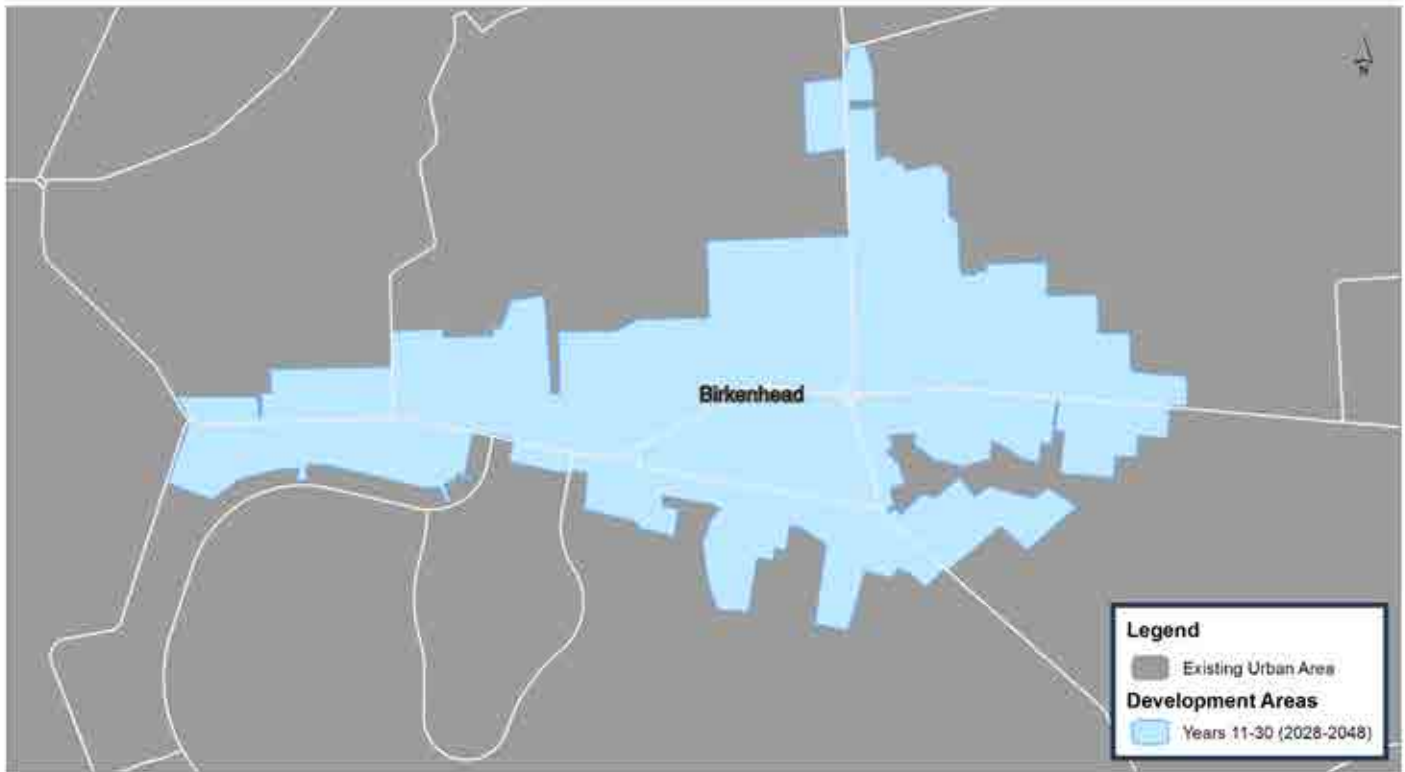 N
Birkenhead
Legend
Existing Urban Area
Development Areas
Years 11-30 (2028-2048)